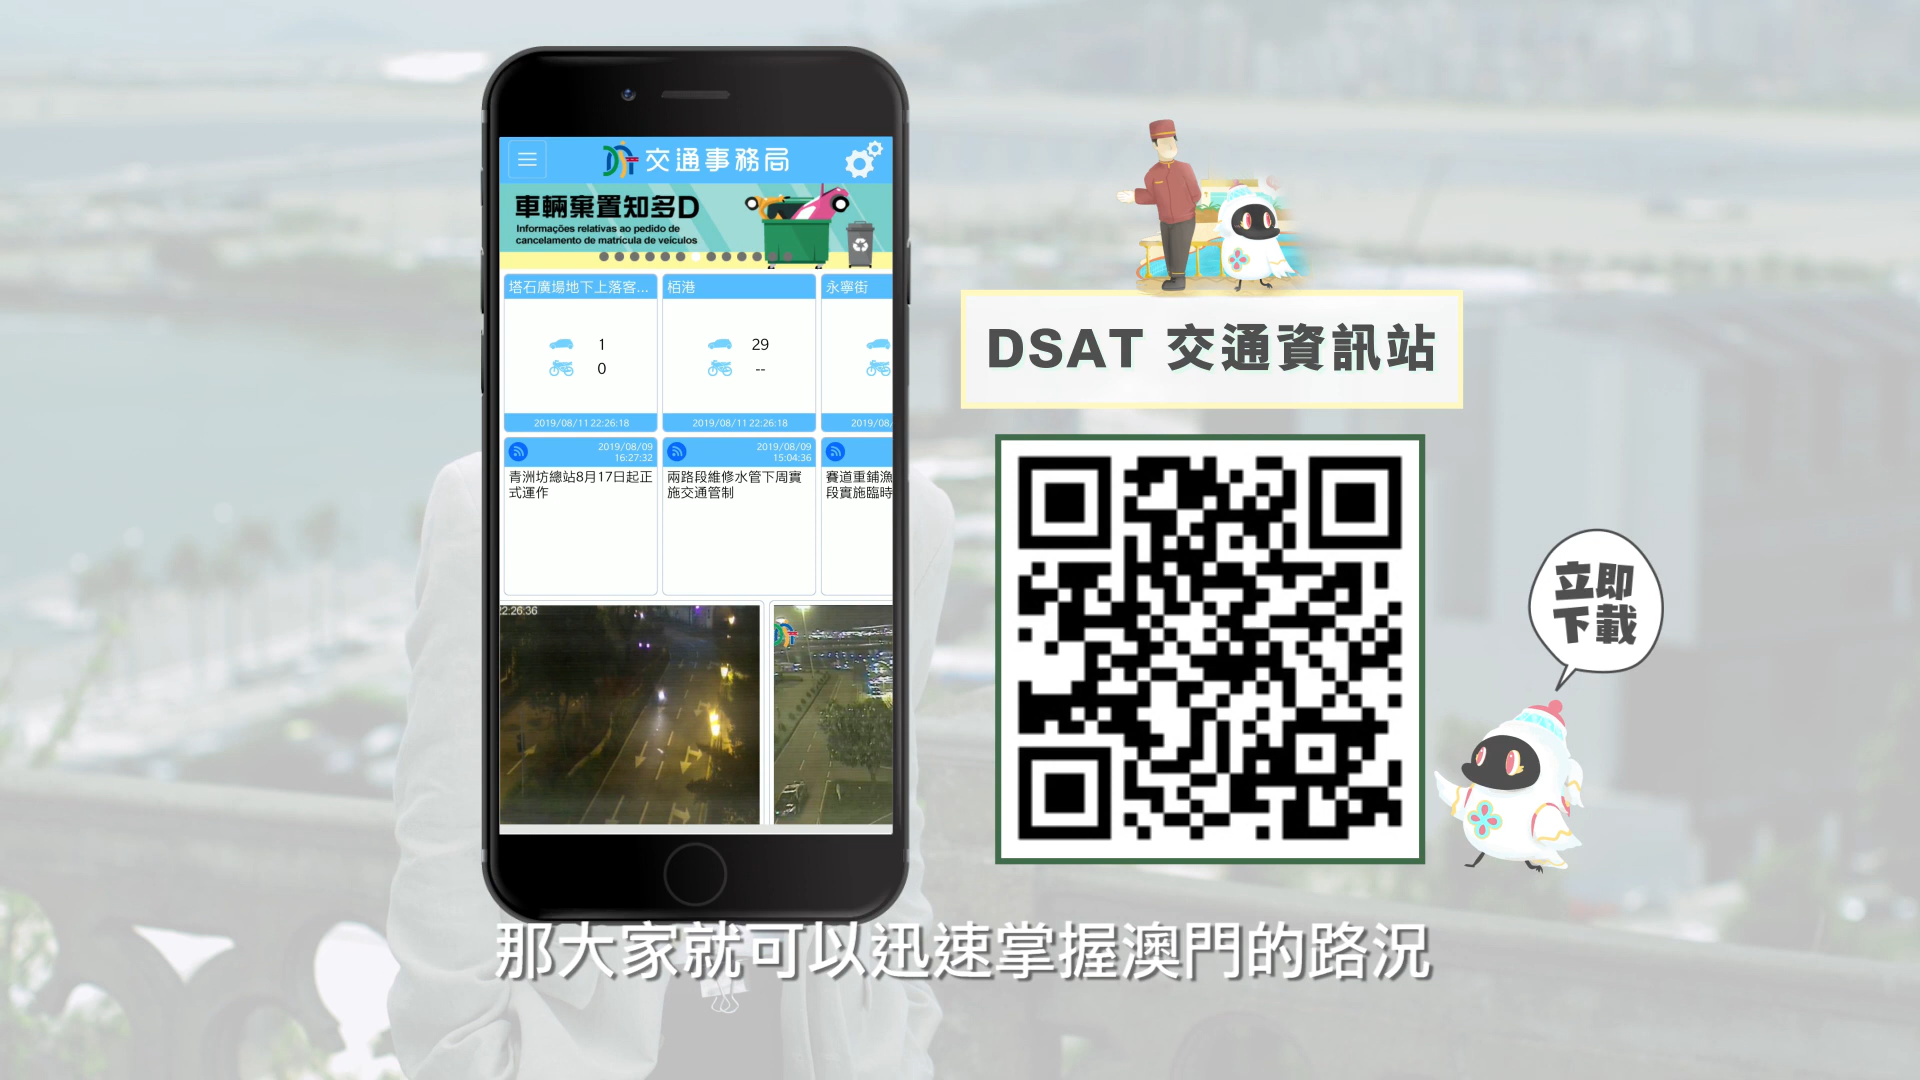 交通事務局
車輛棄置知多D
Informações relativas ao pedido de
cancelamento de matrícula de veículos
塔石廣場地下上落客...
栢港
永寧街
1
0
29
--
2019/08/11 22:26:18
2019/08/11 22:26:18
2019/08/
2019/08/09
16:27:32
2019/08/09
15:04:36
青洲坊總站8月17日起正
式運作
兩路段維修水管下周實
施交通管制
賽道重鋪漁
段實施臨時
22:26:36
DSAT 交通資訊站
立即
下載
那大家就可以迅速掌握澳門的路況